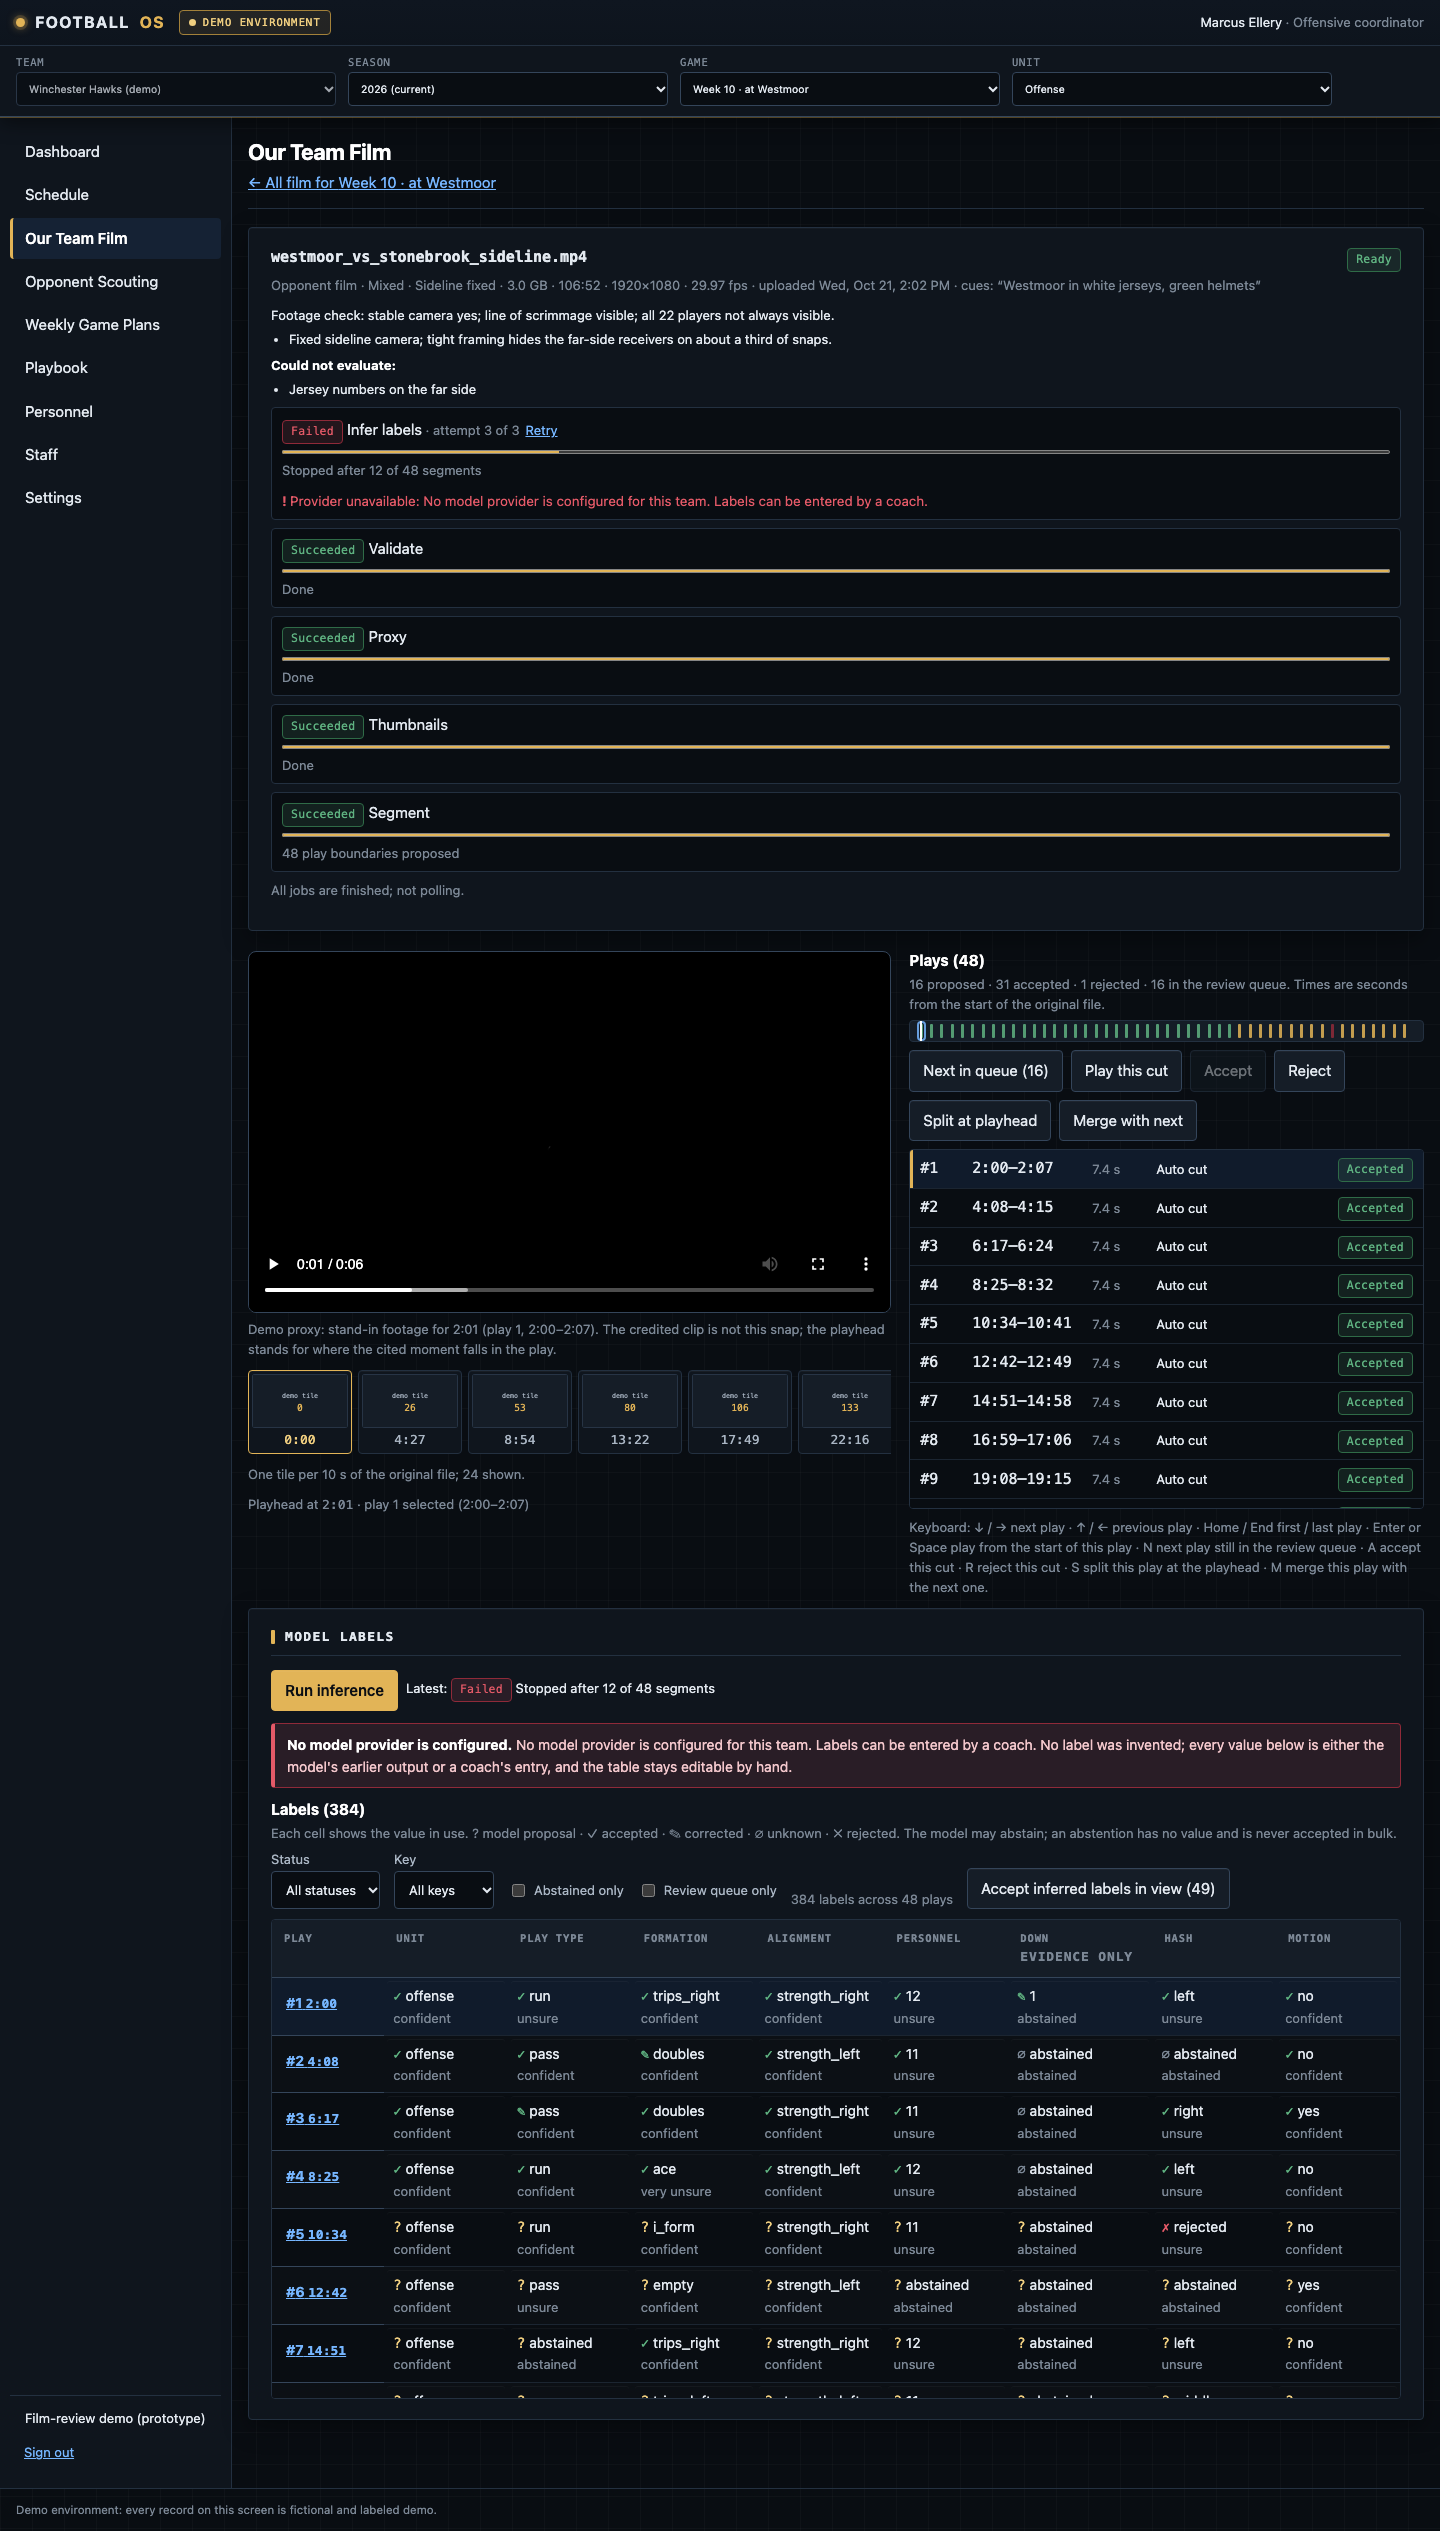 FOOTBALL OS
DEMO ENVIRONMENT
Marcus Ellery · Offensive coordinator
TEAM
Winchester Hawks (demo)
SEASON
2026 (current)
GAME
Week 10 · at Westmoor
UNIT
Offense
Dashboard
Schedule
Our Team Film
Opponent Scouting
Weekly Game Plans
Playbook
Personnel
Staff
Settings
Film-review demo (prototype)
Sign out
Our Team Film
← All film for Week 10 · at Westmoor
westmoor_vs_stonebrook_sideline.mp4
Ready
Opponent film · Mixed · Sideline fixed · 3.0 GB · 106:52 · 1920×1080 · 29.97 fps · uploaded Wed, Oct 21, 2:02 PM · cues: “Westmoor in white jerseys, green helmets”
Footage check: stable camera yes; line of scrimmage visible; all 22 players not always visible.
• Fixed sideline camera; tight framing hides the far-side receivers on about a third of snaps.
Could not evaluate:
• Jersey numbers on the far side
Failed Infer labels · attempt 3 of 3 Retry
Stopped after 12 of 48 segments
! Provider unavailable: No model provider is configured for this team. Labels can be entered by a coach.
Succeeded Validate
Done
Succeeded Proxy
Done
Succeeded Thumbnails
Done
Succeeded Segment
48 play boundaries proposed
All jobs are finished; not polling.
0:01 / 0:06
Demo proxy: stand-in footage for 2:01 (play 1, 2:00–2:07). The credited clip is not this snap; the playhead
stands for where the cited moment falls in the play.
demo tile 0 0:00
demo tile 26 4:27
demo tile 53 8:54
demo tile 80 13:22
demo tile 106 17:49
demo tile 133 22:16
One tile per 10 s of the original file; 24 shown.
Playhead at 2:01 · play 1 selected (2:00–2:07)
Plays (48)
16 proposed · 31 accepted · 1 rejected · 16 in the review queue. Times are seconds
from the start of the original file.
Next in queue (16) Play this cut Accept Reject
Split at playhead Merge with next
#1 2:00–2:07 7.4 s Auto cut Accepted
#2 4:08–4:15 7.4 s Auto cut Accepted
#3 6:17–6:24 7.4 s Auto cut Accepted
#4 8:25–8:32 7.4 s Auto cut Accepted
#5 10:34–10:41 7.4 s Auto cut Accepted
#6 12:42–12:49 7.4 s Auto cut Accepted
#7 14:51–14:58 7.4 s Auto cut Accepted
#8 16:59–17:06 7.4 s Auto cut Accepted
#9 19:08–19:15 7.4 s Auto cut Accepted
Keyboard: ↓ / → next play · ↑ / ← previous play · Home / End first / last play · Enter or
Space play from the start of this play · N next play still in the review queue · A accept
this cut · R reject this cut · S split this play at the playhead · M merge this play with
the next one.
MODEL LABELS
Run inference Latest: Failed Stopped after 12 of 48 segments
No model provider is configured. No model provider is configured for this team. Labels can be entered by a coach. No label was invented; every value below is either the
model's earlier output or a coach's entry, and the table stays editable by hand.
Labels (384)
Each cell shows the value in use. ? model proposal · ✓ accepted · ✎ corrected · ∅ unknown · ✕ rejected. The model may abstain; an abstention has no value and is never accepted in bulk.
Status Key
All statuses All keys Abstained only Review queue only 384 labels across 48 plays Accept inferred labels in view (49)
PLAY UNIT PLAY TYPE FORMATION ALIGNMENT PERSONNEL DOWN HASH MOTION
EVIDENCE ONLY
#1 2:00 ✓ offense ✓ run ✓ trips_right ✓ strength_right ✓ 12 ✎ 1 ✓ left ✓ no
confident unsure confident confident unsure abstained unsure confident
#2 4:08 ✓ offense ✓ pass ✎ doubles ✓ strength_left ✓ 11 ∅ abstained ∅ abstained ✓ no
confident confident confident confident unsure abstained abstained confident
#3 6:17 ✓ offense ✎ pass ✓ doubles ✓ strength_right ✓ 11 ∅ abstained ✓ right ✓ yes
confident confident confident confident unsure abstained unsure confident
#4 8:25 ✓ offense ✓ run ✓ ace ✓ strength_left ✓ 12 ∅ abstained ✓ left ✓ no
confident confident very unsure confident unsure abstained unsure confident
#5 10:34 ? offense ? run ? i_form ? strength_right ? 11 ? abstained ✗ rejected ? no
confident confident confident confident unsure abstained unsure confident
#6 12:42 ? offense ? pass ? empty ? strength_left ? abstained ? abstained ? abstained ? yes
confident unsure confident confident abstained abstained abstained confident
#7 14:51 ? offense ? abstained ✓ trips_right ? strength_right ? 12 ? abstained ? left ? no
confident abstained confident confident unsure abstained unsure confident
Demo environment: every record on this screen is fictional and labeled demo.